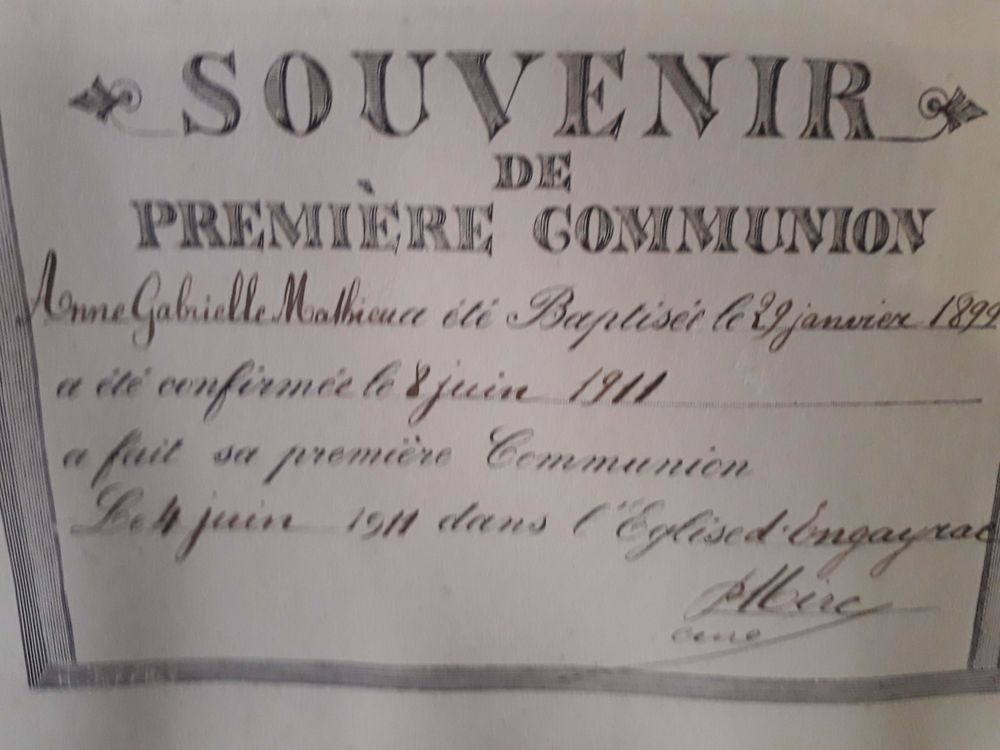 SOUVENIR
DE
PREMIÈRE COMMUNION
Anne Gabrielle Mathieu a été Baptisée le 29 janvier 1899
a été confirmée le 8 juin 1911
a fait sa première Communion
Le 4 juin 1911 dans l'Eglise d'Engayrac